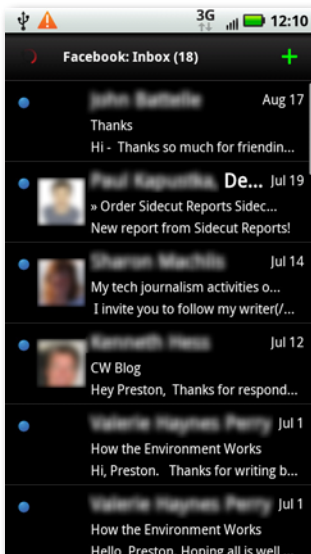 3G 12:10
Facebook: Inbox (18)
Aug 17
Thanks
Hi - Thanks so much for friendin...
De... Jul 19
» Order Sidecut Reports Sidec...
New report from Sidecut Reports!
Jul 14
My tech journalism activities o...
I invite you to follow my writer(/...
Jul 12
CW Blog
Hey Preston, Thanks for respond...
Jul 1
How the Environment Works
Hi, Preston. Thanks for writing b...
Jul 1
How the Environment Works
Hello, Preston. Hoping all is well